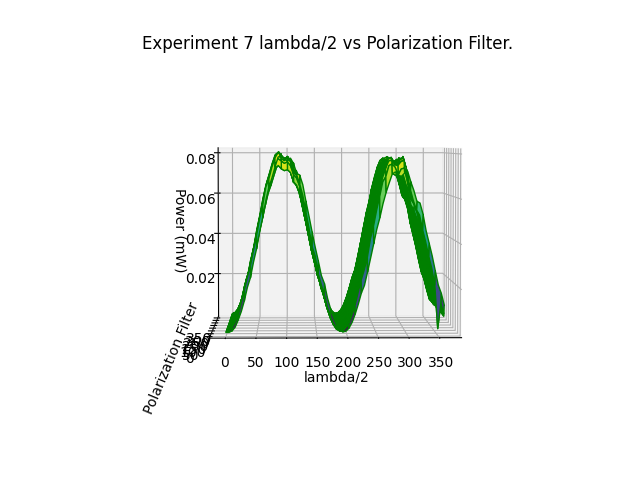 Experiment 7 lambda/2 vs Polarization Filter.
0.08
0.06
0.04
0.02
Power (mW)
Polarization Filter
350
0
0 50 100 150 200 250 300 350
lambda/2